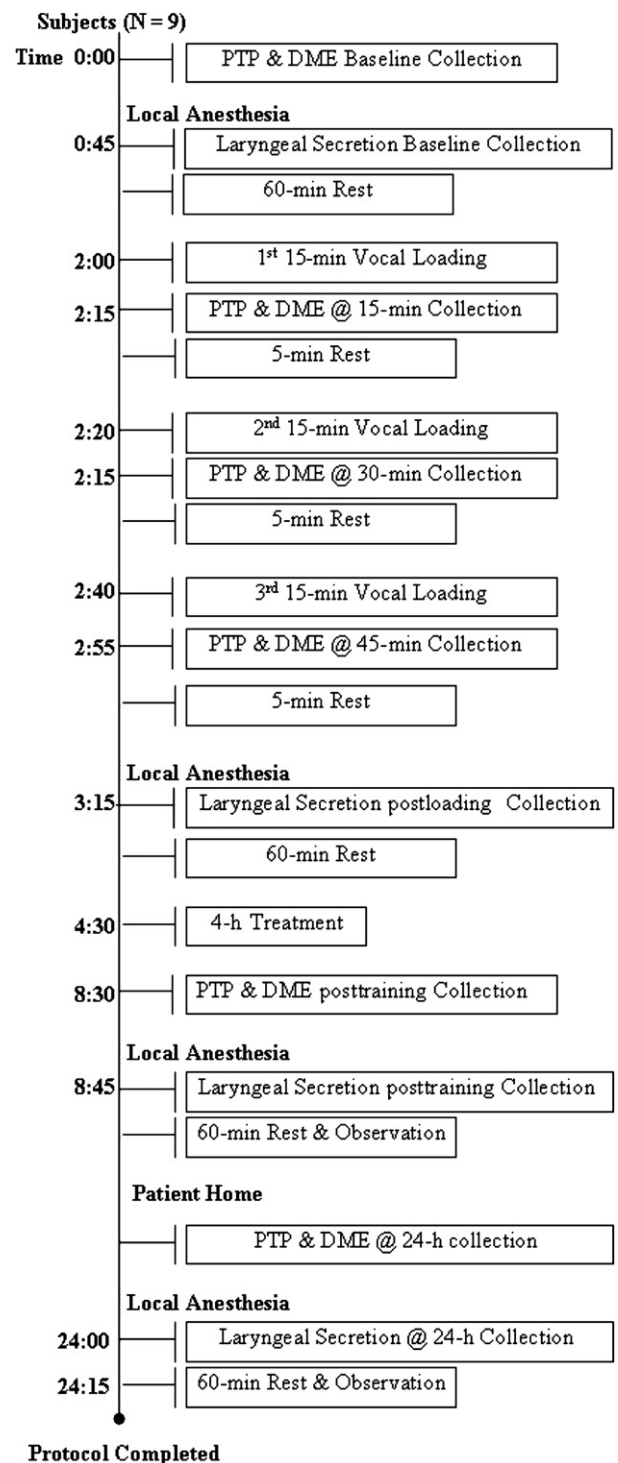 Subjects (N = 9)
Time 0:00 PTP & DME Baseline Collection
Local Anesthesia
0:45 Laryngeal Secretion Baseline Collection
60-min Rest
2:00 1st 15-min Vocal Loading
2:15 PTP & DME @ 15-min Collection
5-min Rest
2:20 2nd 15-min Vocal Loading
2:15 PTP & DME @ 30-min Collection
5-min Rest
2:40 3rd 15-min Vocal Loading
2:55 PTP & DME @ 45-min Collection
5-min Rest
Local Anesthesia
3:15 Laryngeal Secretion postloading Collection
60-min Rest
4:30 4-h Treatment
8:30 PTP & DME posttraining Collection
Local Anesthesia
8:45 Laryngeal Secretion posttraining Collection
60-min Rest & Observation
Patient Home
PTP & DME @ 24-h collection
Local Anesthesia
24:00 Laryngeal Secretion @ 24-h Collection
24:15 60-min Rest & Observation
Protocol Completed